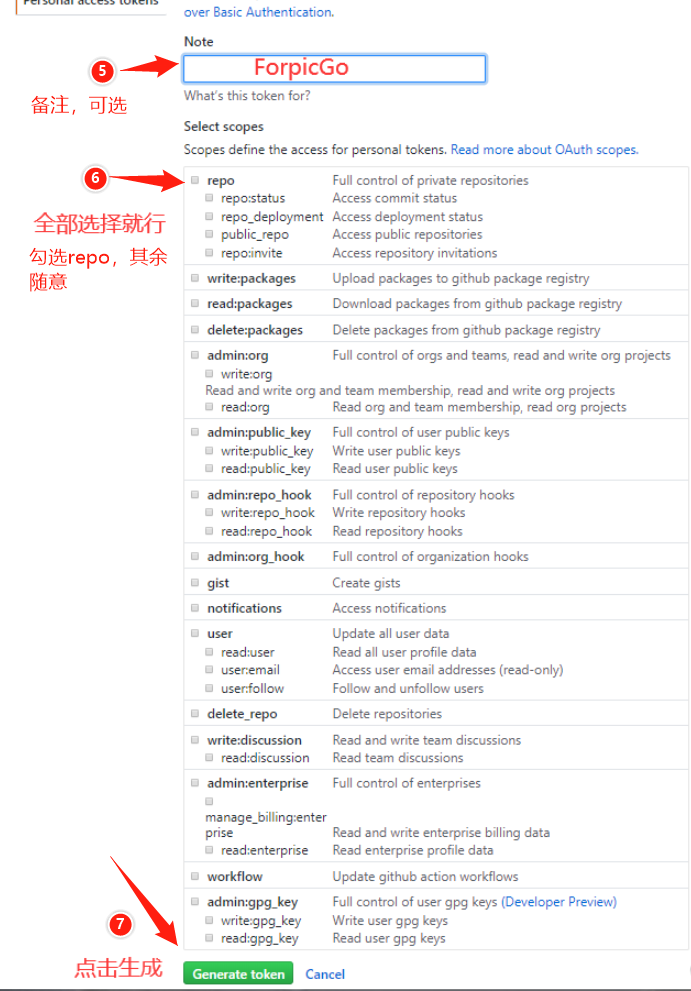 Personal access tokens
over Basic Authentication.
Note
5
ForpicGo
备注，可选
What's this token for?
Select scopes
Scopes define the access for personal tokens. Read more about OAuth scopes.
6
全部选择就行
勾选repo，其余
随意
repo Full control of private repositories
repo:status Access commit status
repo_deployment Access deployment status
public_repo Access public repositories
repo:invite Access repository invitations
write:packages Upload packages to github package registry
read:packages Download packages from github package registry
delete:packages Delete packages from github package registry
admin:org Full control of orgs and teams, read and write org projects
write:org
Read and write org and team membership, read and write org projects
read:org Read org and team membership, read org projects
admin:public_key Full control of user public keys
write:public_key Write user public keys
read:public_key Read user public keys
admin:repo_hook Full control of repository hooks
write:repo_hook Write repository hooks
read:repo_hook Read repository hooks
admin:org_hook Full control of organization hooks
gist Create gists
notifications Access notifications
user Update all user data
read:user Read all user profile data
user:email Access user email addresses (read-only)
user:follow Follow and unfollow users
delete_repo Delete repositories
write:discussion Read and write team discussions
read:discussion Read team discussions
admin:enterprise Full control of enterprises
manage_billing:enter
prise Read and write enterprise billing data
read:enterprise Read enterprise profile data
workflow Update github action workflows
admin:gpg_key Full control of user gpg keys (Developer Preview)
write:gpg_key Write user gpg keys
read:gpg_key Read user gpg keys
7
点击生成
Generate token Cancel